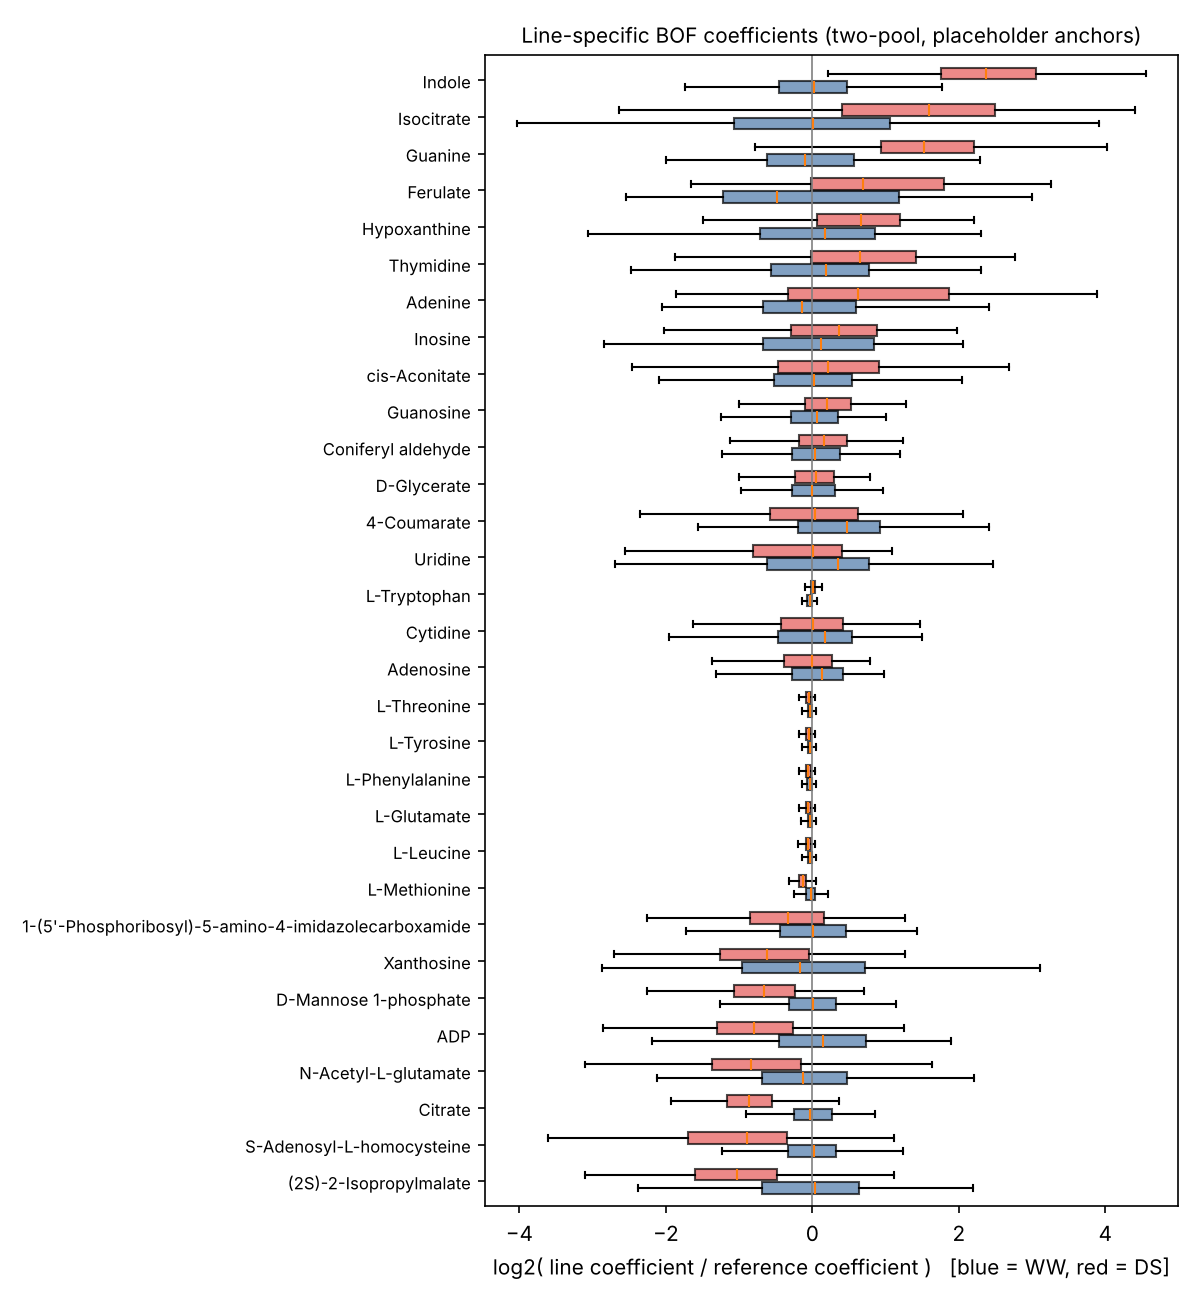 Line-specific BOF coefficients (two-pool, placeholder anchors)
Indole
Isocitrate
Guanine
Ferulate
Hypoxanthine
Thymidine
Adenine
Inosine
cis-Aconitate
Guanosine
Coniferyl aldehyde
D-Glycerate
4-Coumarate
Uridine
L-Tryptophan
Cytidine
Adenosine
L-Threonine
L-Tyrosine
L-Phenylalanine
L-Glutamate
L-Leucine
L-Methionine
1-(5'-Phosphoribosyl)-5-amino-4-imidazolecarboxamide
Xanthosine
D-Mannose 1-phosphate
ADP
N-Acetyl-L-glutamate
Citrate
S-Adenosyl-L-homocysteine
(2S)-2-Isopropylmalate
−4 −2 0 2 4
log2( line coefficient / reference coefficient )   [blue = WW, red = DS]